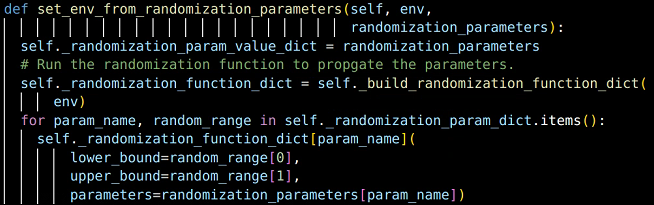 def set_env_from_randomization_parameters(self, env,
randomization_parameters):
self._randomization_param_value_dict = randomization_parameters
# Run the randomization function to propgate the parameters.
self._randomization_function_dict = self._build_randomization_function_dict(
env)
for param_name, random_range in self._randomization_param_dict.items():
self._randomization_function_dict[param_name](
lower_bound=random_range[0],
upper_bound=random_range[1],
parameters=randomization_parameters[param_name])